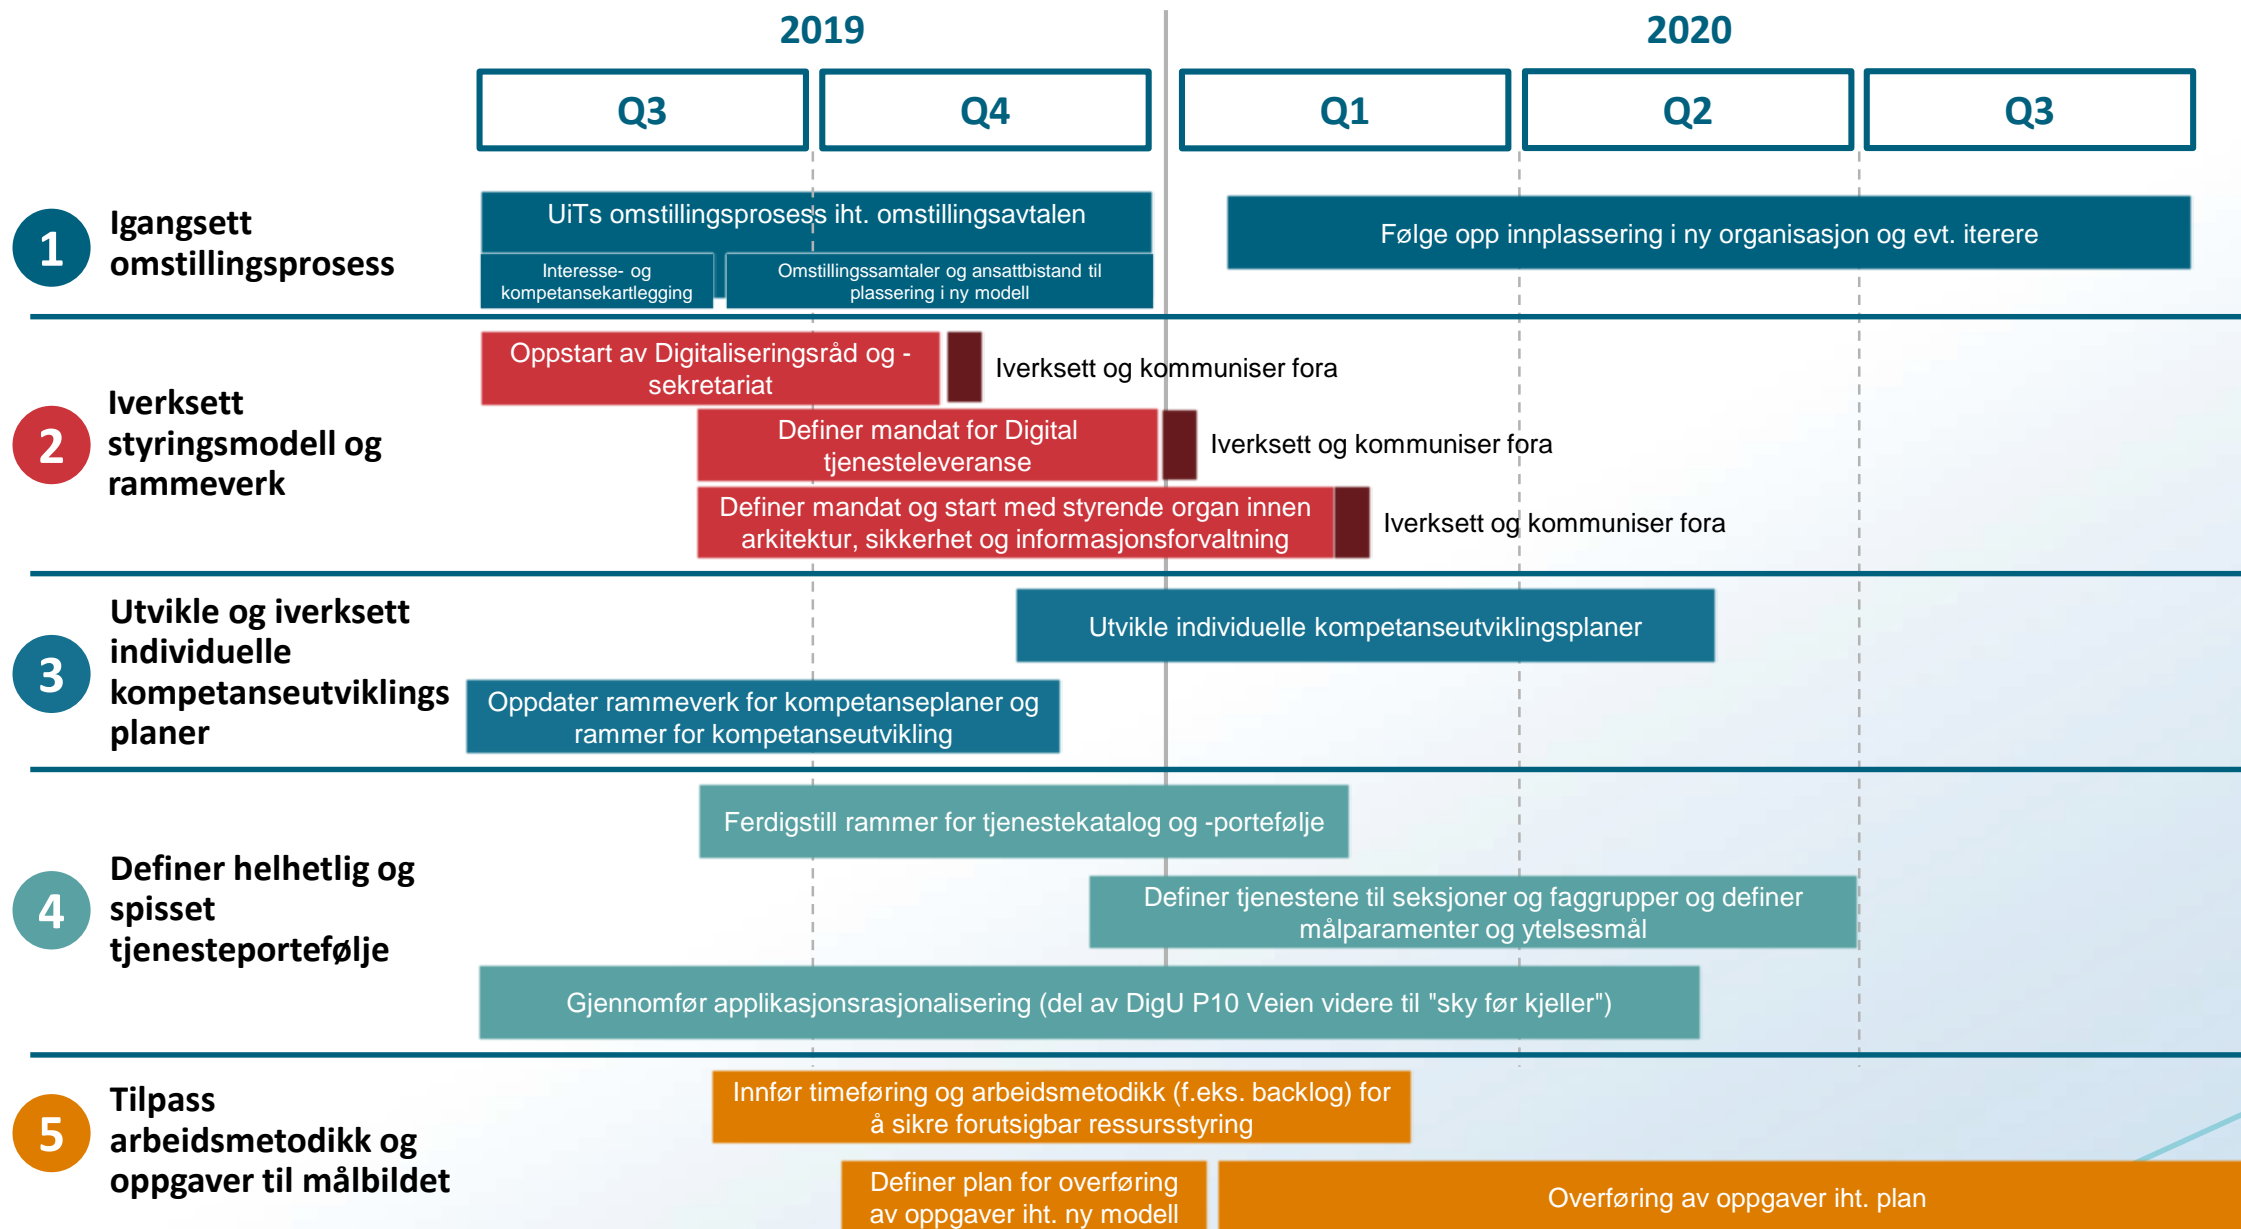 2019
2020
Q3
Q4
Q1
Q2
Q3
1
Igangsett
omstillingsprosess
UiTs omstillingsprosess iht. omstillingsavtalen
Interesse- og
kompetansekartlegging
Omstillingssamtaler og ansattbistand til
plassering i ny modell
Følge opp innplassering i ny organisasjon og evt. iterere
2
Iverksett
styringsmodell og
rammeverk
Oppstart av Digitaliseringsråd og -
sekretariat
Iverksett og kommuniser fora
Definer mandat for Digital
tjenesteleveranse
Iverksett og kommuniser fora
Definer mandat og start med styrende organ innen
arkitektur, sikkerhet og informasjonsforvaltning
Iverksett og kommuniser fora
3
Utvikle og iverksett
individuelle
kompetanseutviklings
planer
Utvikle individuelle kompetanseutviklingsplaner
Oppdater rammeverk for kompetanseplaner og
rammer for kompetanseutvikling
4
Definer helhetlig og
spisset
tjenesteportefølje
Ferdigstill rammer for tjenestekatalog og -portefølje
Definer tjenestene til seksjoner og faggrupper og definer
målparamenter og ytelsesmål
Gjennomfør applikasjonsrasjonalisering (del av DigU P10 Veien videre til "sky før kjeller")
5
Tilpass
arbeidsmetodikk og
oppgaver til målbildet
Innfør timeføring og arbeidsmetodikk (f.eks. backlog) for
å sikre forutsigbar ressursstyring
Definer plan for overføring
av oppgaver iht. ny modell
Overføring av oppgaver iht. plan